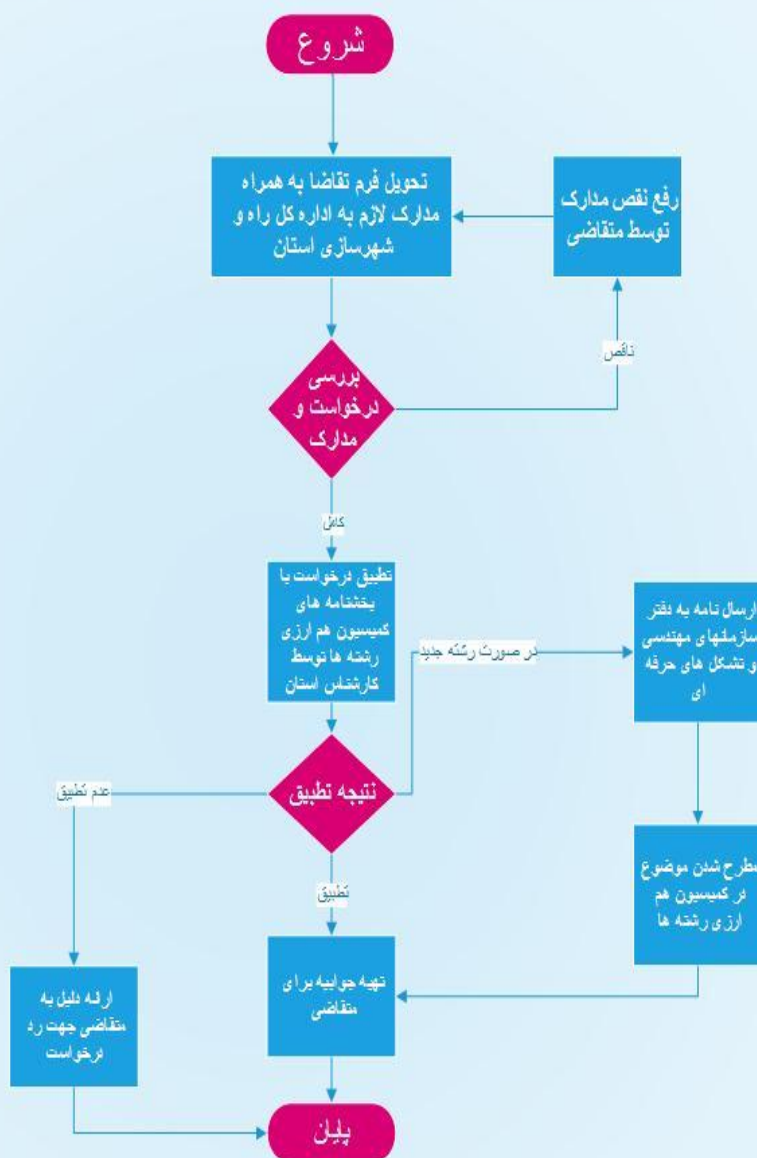 شروع
تحویل فرم تقاضا به همراه
مدارک لازم به اداره کل راه و
شهرسازی استان
رفع نقص مدارک
توسط متقاضی
ناقص
بررسی
درخواست و
مدارک
کامل
تطبیق درخواست با
بخشنامه های
کمیسیون هم ارزی
رشته ها توسط
کارشناس استان
در صورت رشته جدید
ارسال نامه به دفتر
سازمانهای مهندسی
و تشکل های حرفه
ای
نتیجه تطبیق
عدم تطبیق
تطبیق
مطرح شدن موضوع
در کمیسیون هم
ارزی رشته ها
تهیه جوابیه برای
متقاضی
ارائه دلیل به
متقاضی جهت رد
درخواست
پایان